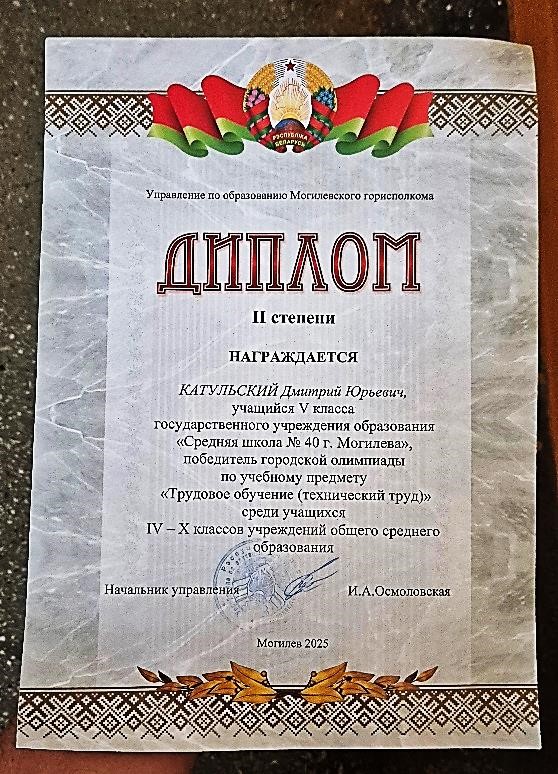 РЭСПУБЛІКА
БЕЛАРУСЬ
Управление по образованию Могилевского горисполкома
ДИПЛОМ
II степени
НАГРАЖДАЕТСЯ
КАТУЛЬСКИЙ Дмитрий Юрьевич,
учащийся V класса
государственного учреждения образования
«Средняя школа № 40 г. Могилева»,
победитель городской олимпиады
по учебному предмету
«Трудовое обучение (технический труд)»
среди учащихся
IV – X классов учреждений общего среднего
образования
Начальник управления И.А.Осмоловская
Могилев 2025